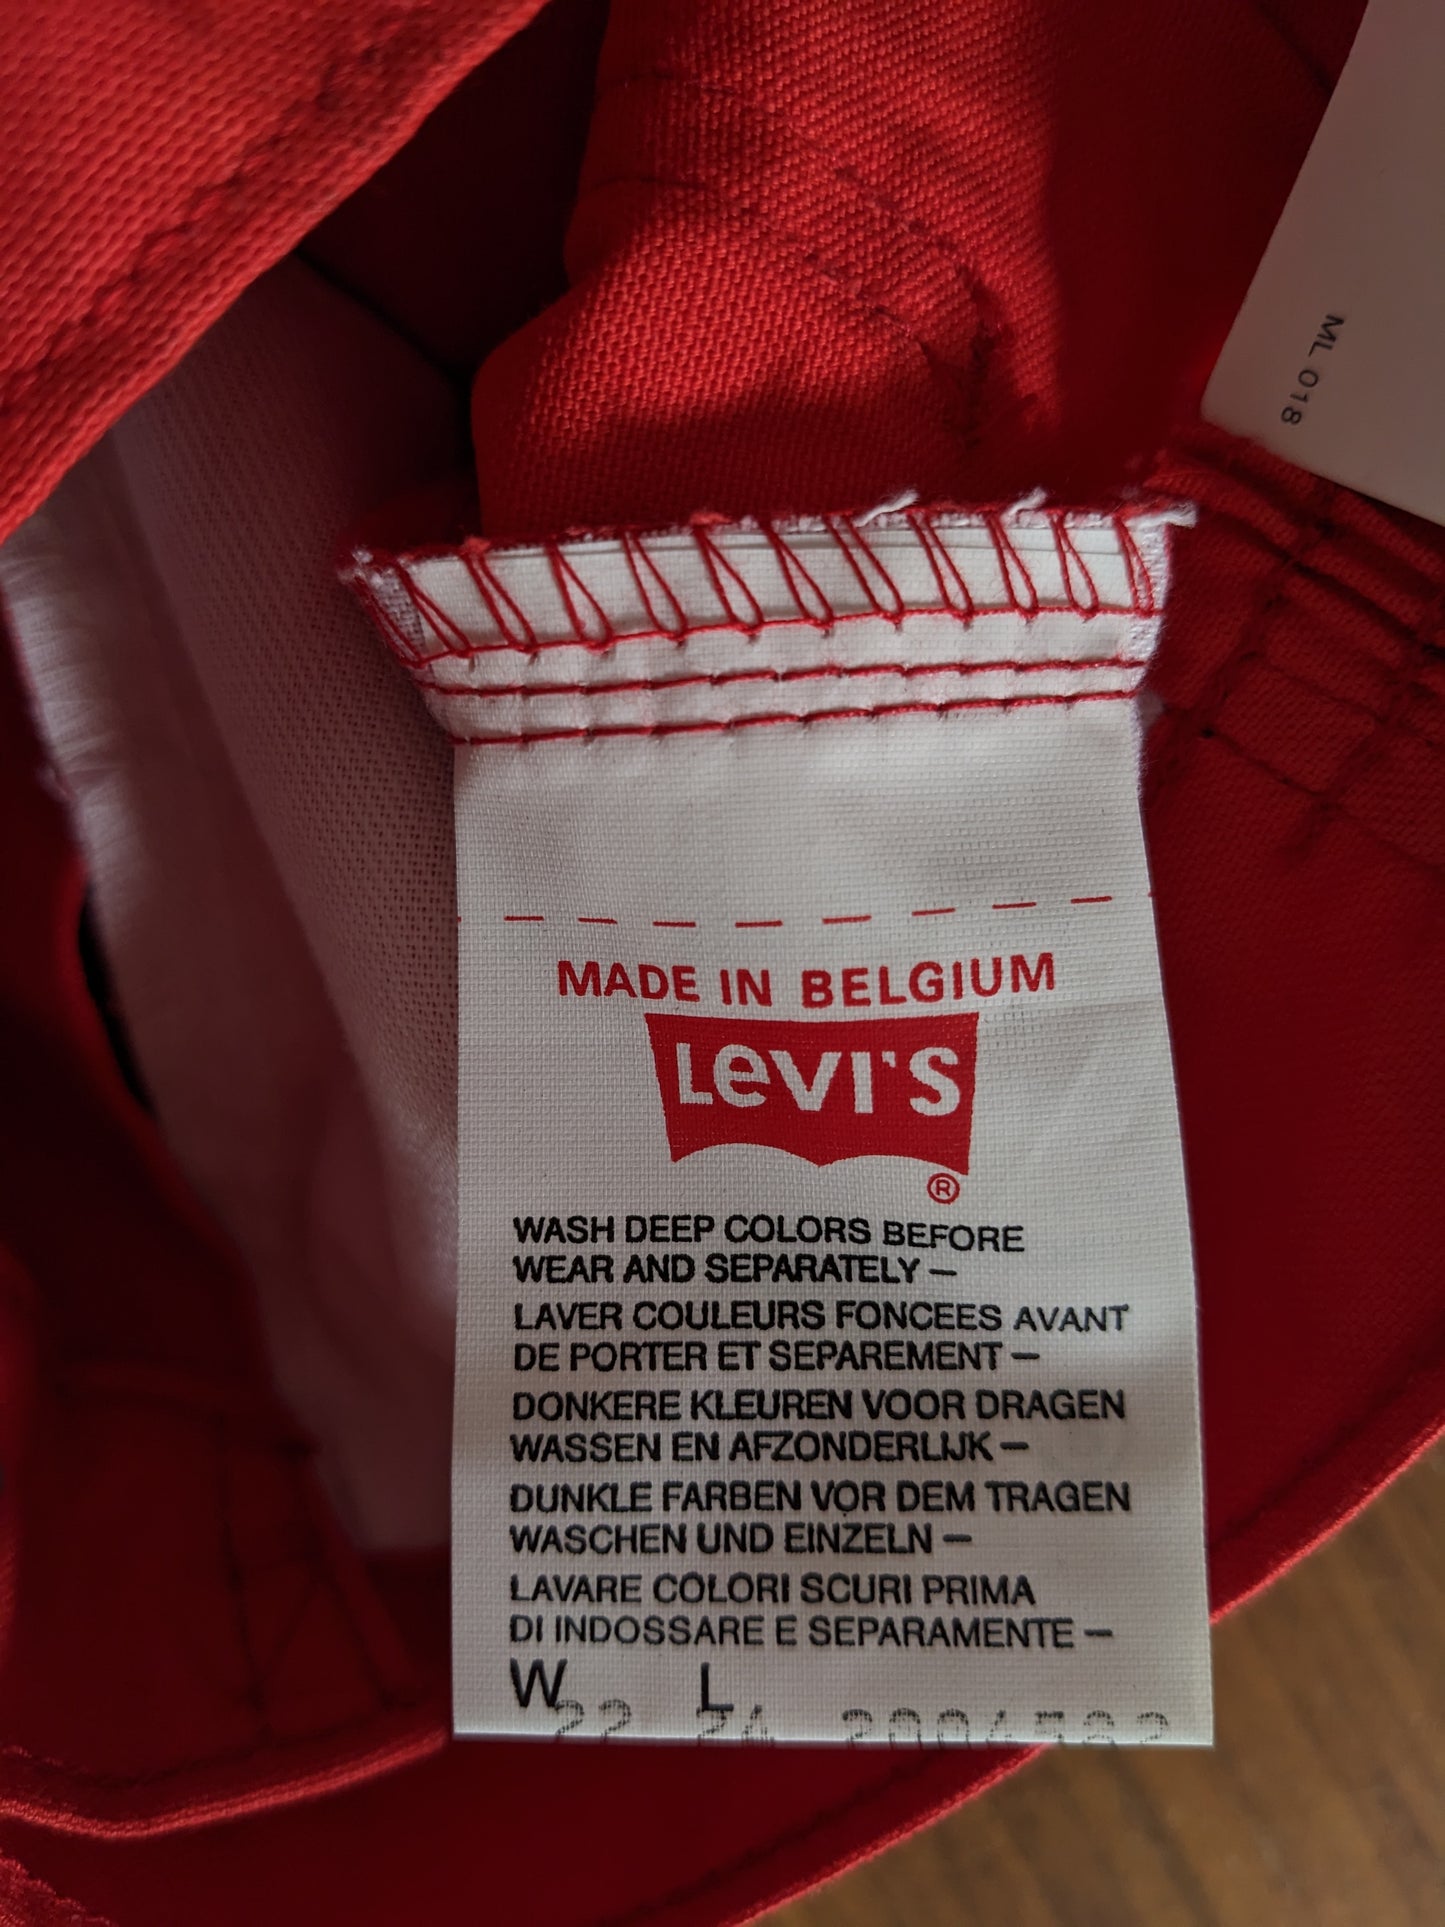 ML 018
MADE IN BELGIUM
LEVI'S
®
WASH DEEP COLORS BEFORE
WEAR AND SEPARATELY –
LAVER COULEURS FONCEES AVANT
DE PORTER ET SEPAREMENT –
DONKERE KLEUREN VOOR DRAGEN
WASSEN EN AFZONDERLIJK –
DUNKLE FARBEN VOR DEM TRAGEN
WASCHEN UND EINZELN –
LAVARE COLORI SCURI PRIMA
DI INDOSSARE E SEPARAMENTE –
W L